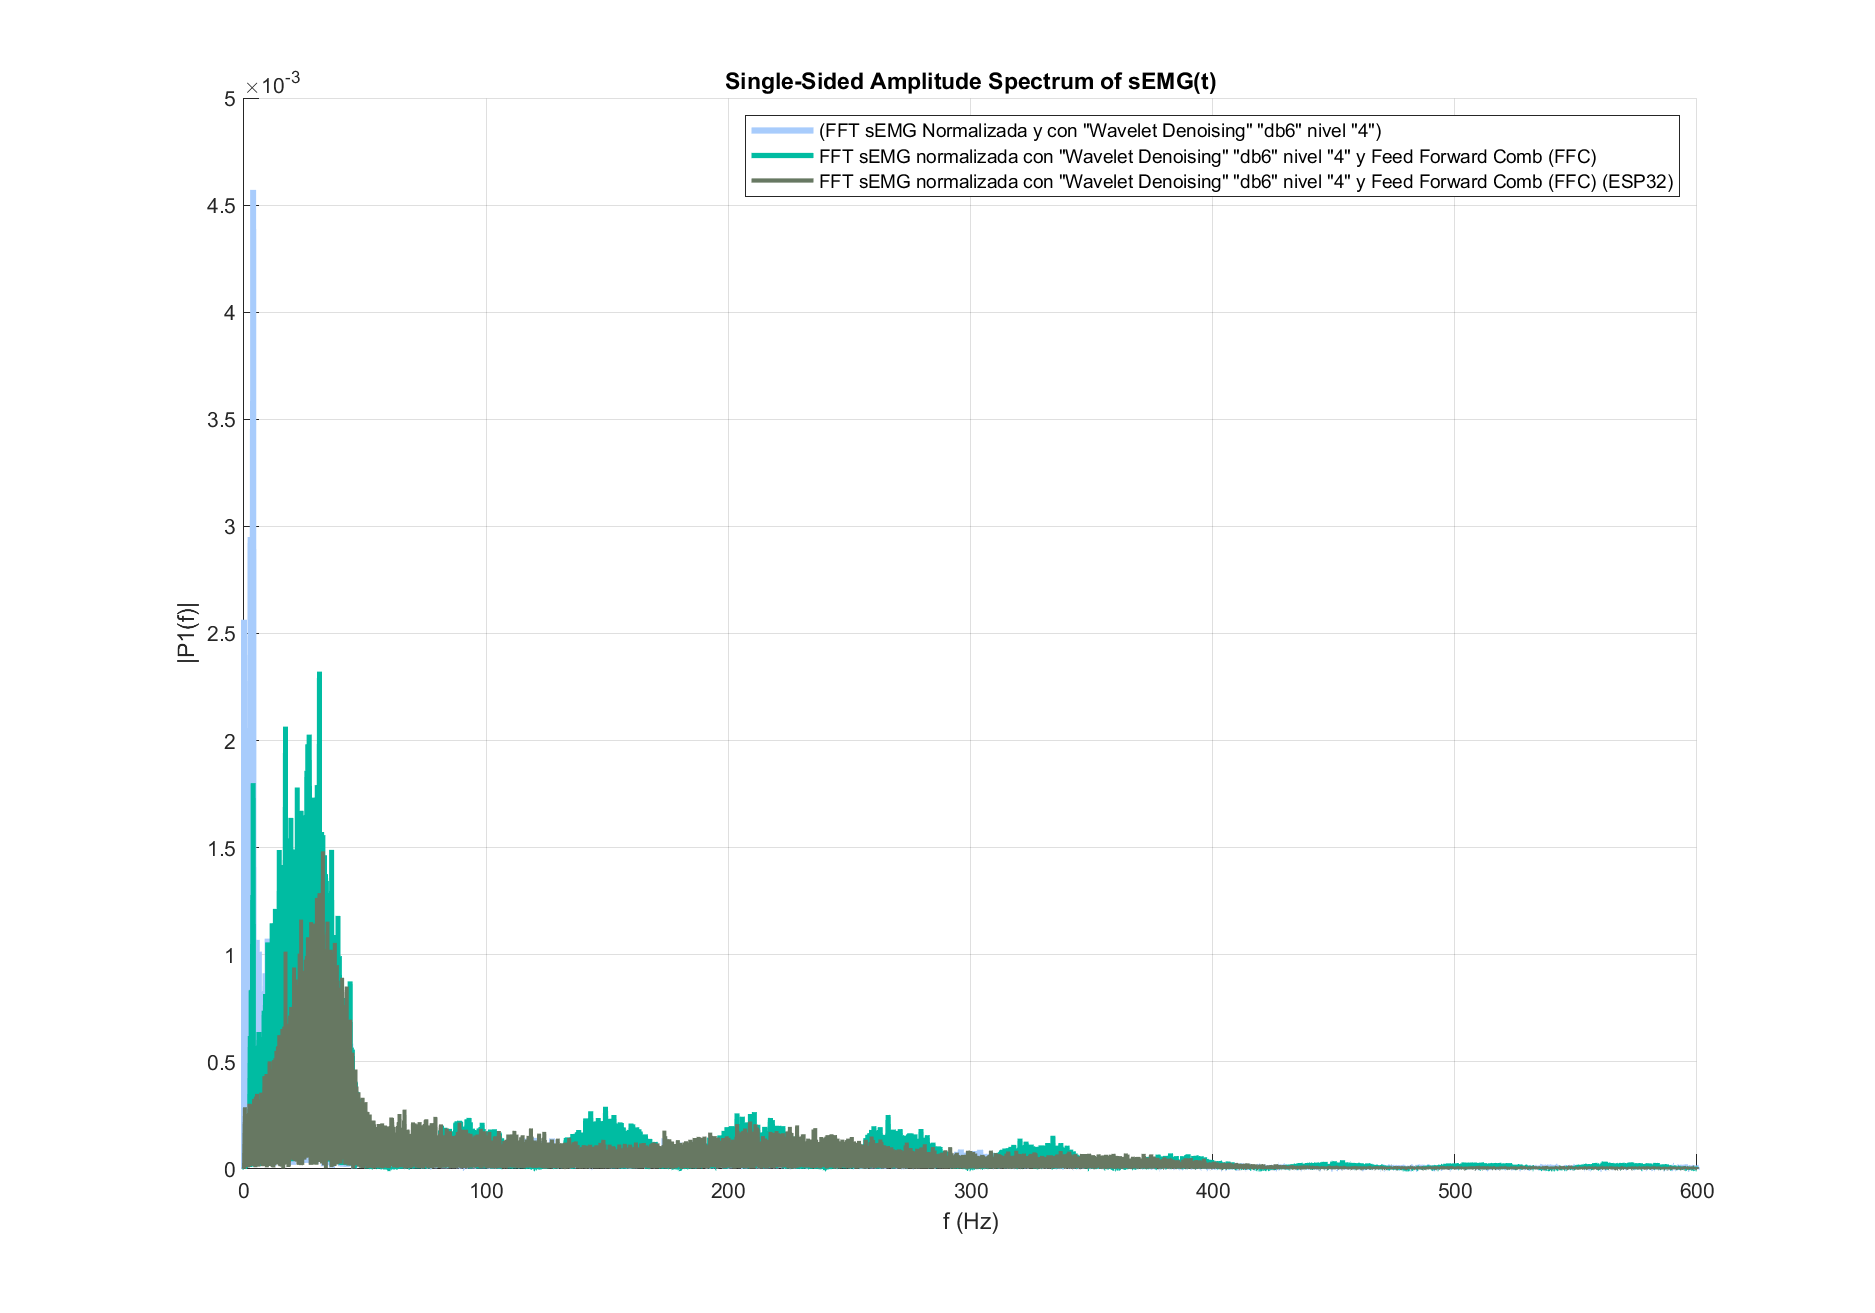 Single-Sided Amplitude Spectrum of sEMG(t)
×10-3
(FFT sEMG Normalizada y con "Wavelet Denoising" "db6" nivel "4")
FFT sEMG normalizada con "Wavelet Denoising" "db6" nivel "4" y Feed Forward Comb (FFC)
FFT sEMG normalizada con "Wavelet Denoising" "db6" nivel "4" y Feed Forward Comb (FFC) (ESP32)
|P1(f)|
5
4.5
4
3.5
3
2.5
2
1.5
1
0.5
0
0 100 200 300 400 500 600
f (Hz)